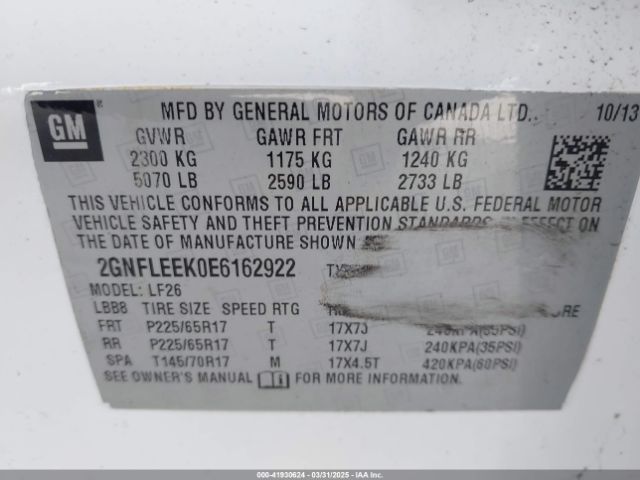 GM ®
MFD BY GENERAL MOTORS OF CANADA LTD. 10/13
GVWR GAWR FRT GAWR RR
2300 KG 1175 KG 1240 KG
5070 LB 2590 LB 2733 LB
THIS VEHICLE CONFORMS TO ALL APPLICABLE U.S. FEDERAL MOTOR
VEHICLE SAFETY AND THEFT PREVENTION STANDARDS IN EFFECT ON
THE DATE OF MANUFACTURE SHOWN
2GNFLEEK0E6162922
MODEL: LF26
LBB8 TIRE SIZE SPEED RTG
FRT P225/65R17 T 17X7J 240KPA(35PSI)
RR P225/65R17 T 17X7J 240KPA(35PSI)
SPA T145/70R17 M 17X4.5T 420KPA(60PSI)
SEE OWNER'S MANUAL FOR MORE INFORMATION.
000-41930624 - 03/31/2025 - IAAI.COM